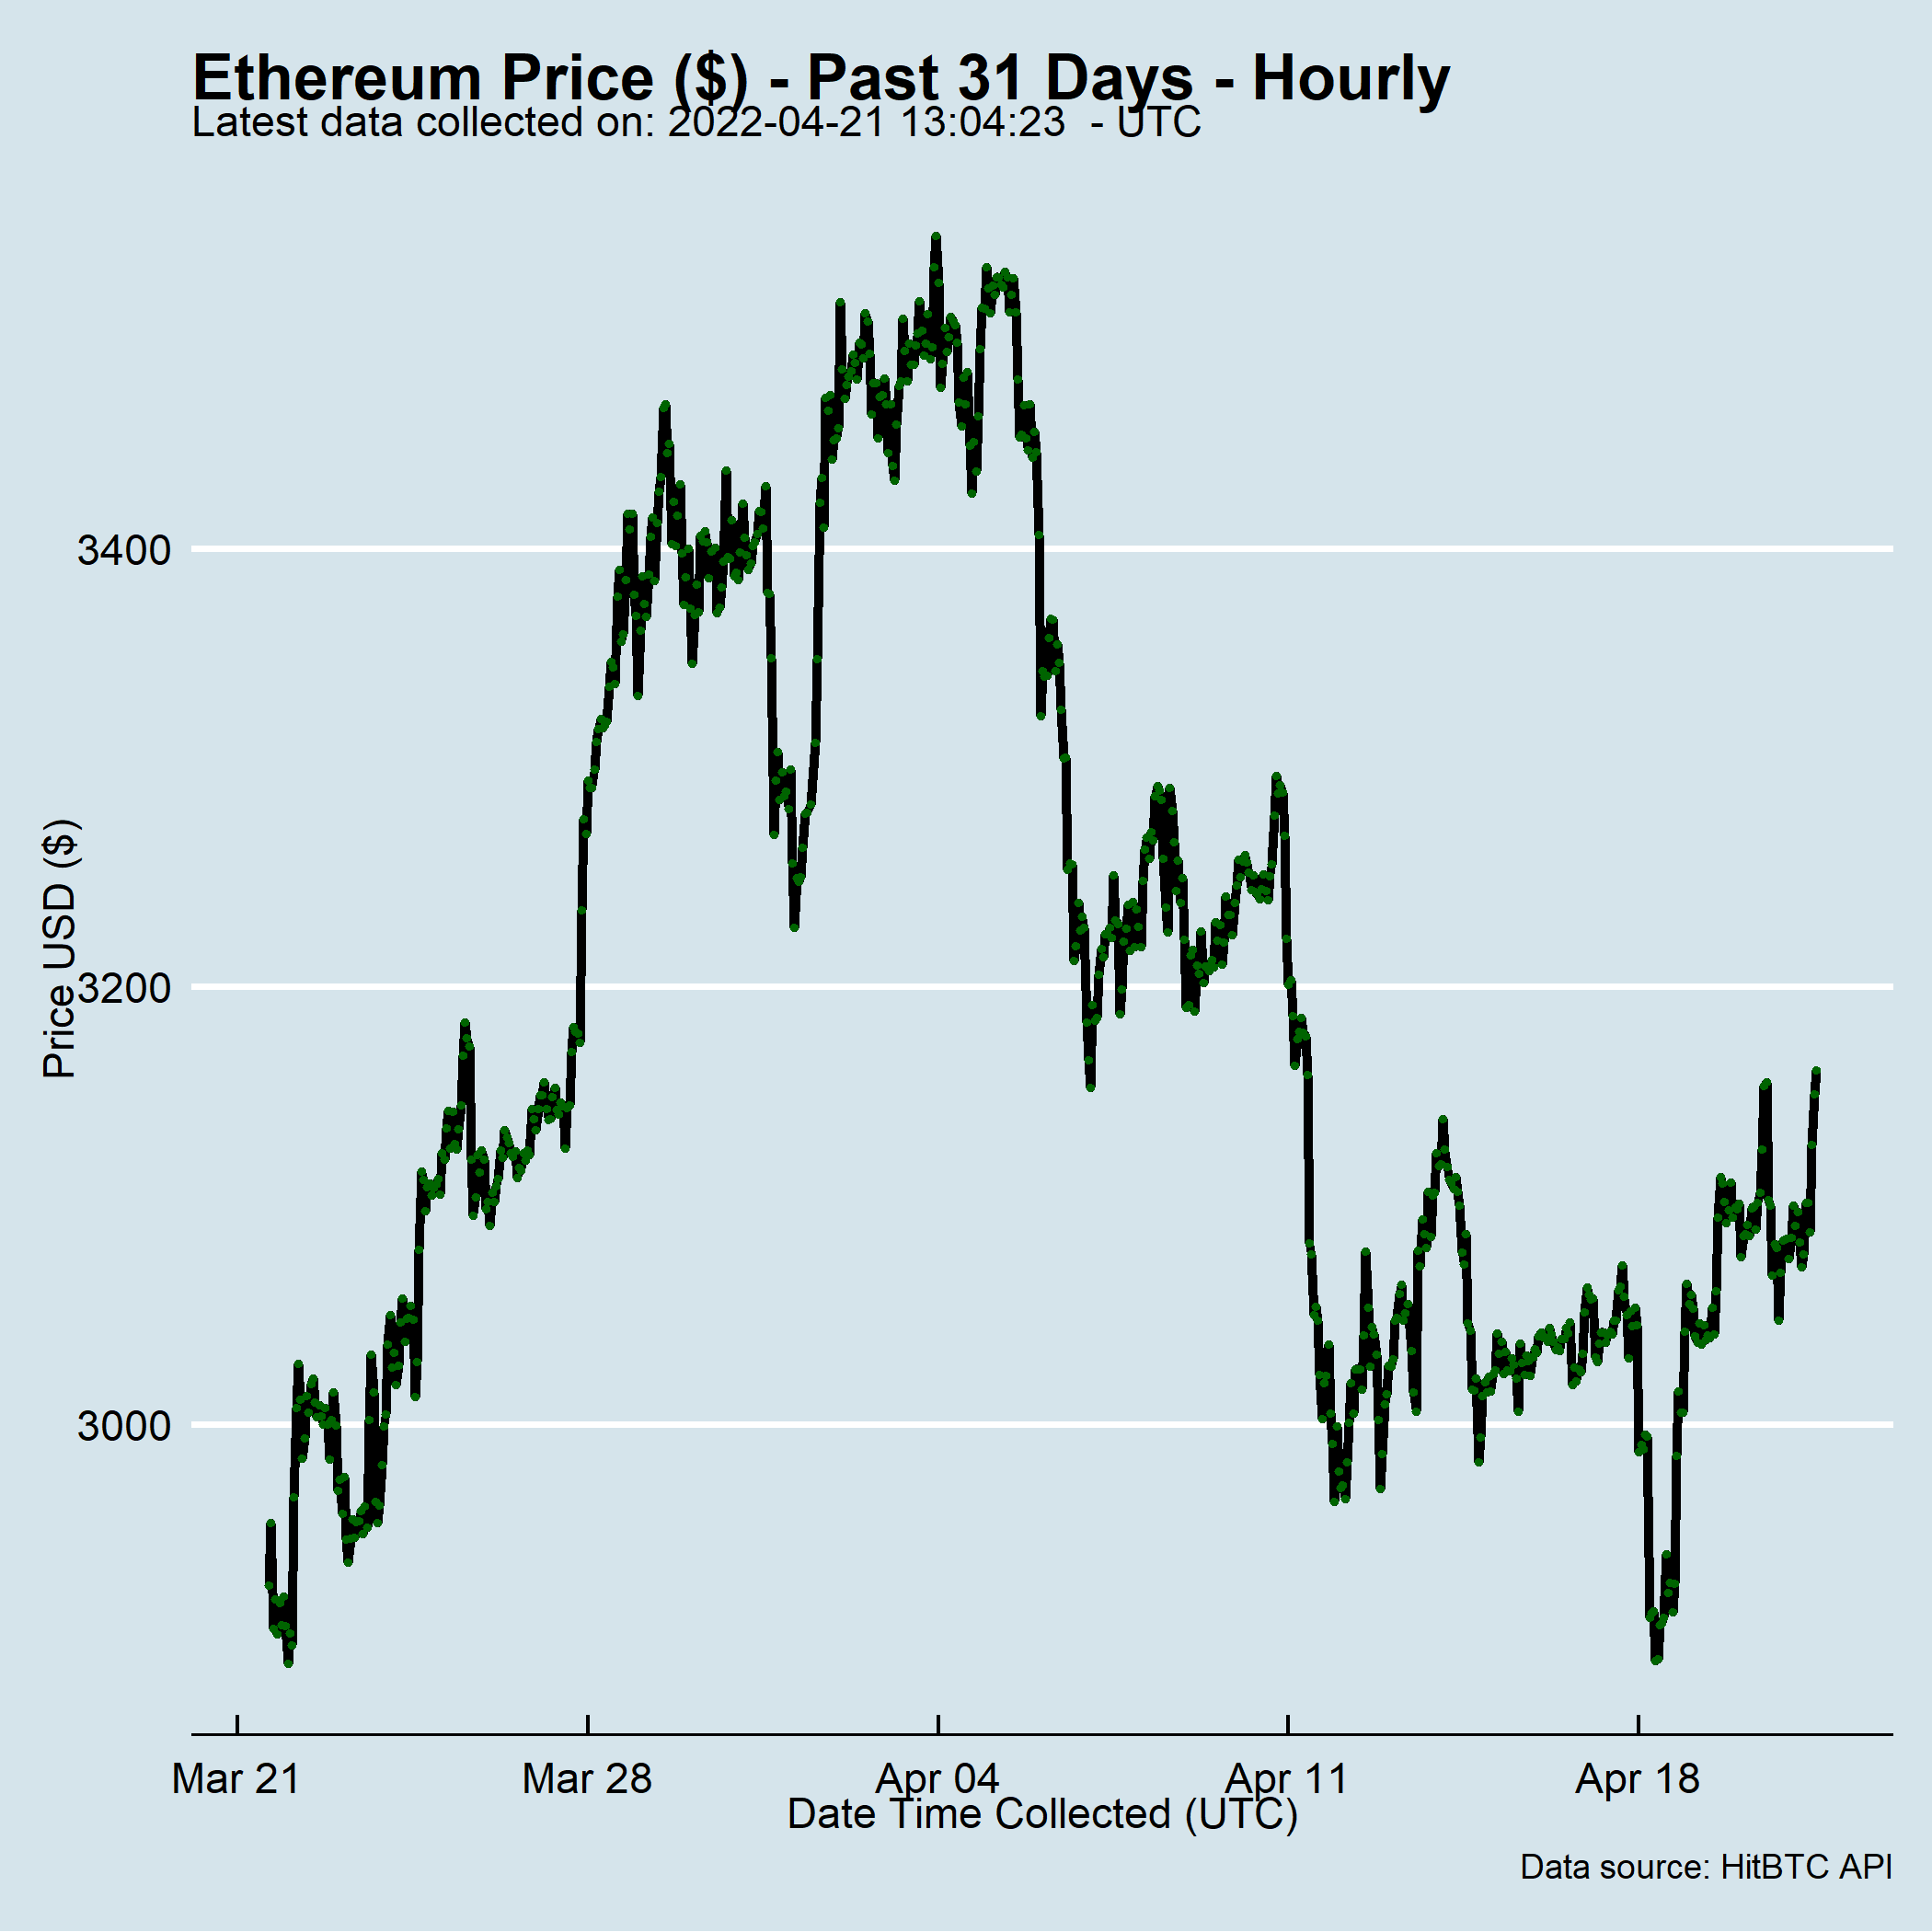 Ethereum Price ($) - Past 31 Days - Hourly
Latest data collected on: 2022-04-21 13:04:23  - UTC
Price USD ($)
3400
3200
3000
Mar 21 Mar 28 Apr 04 Apr 11 Apr 18
Date Time Collected (UTC)
Data source: HitBTC API